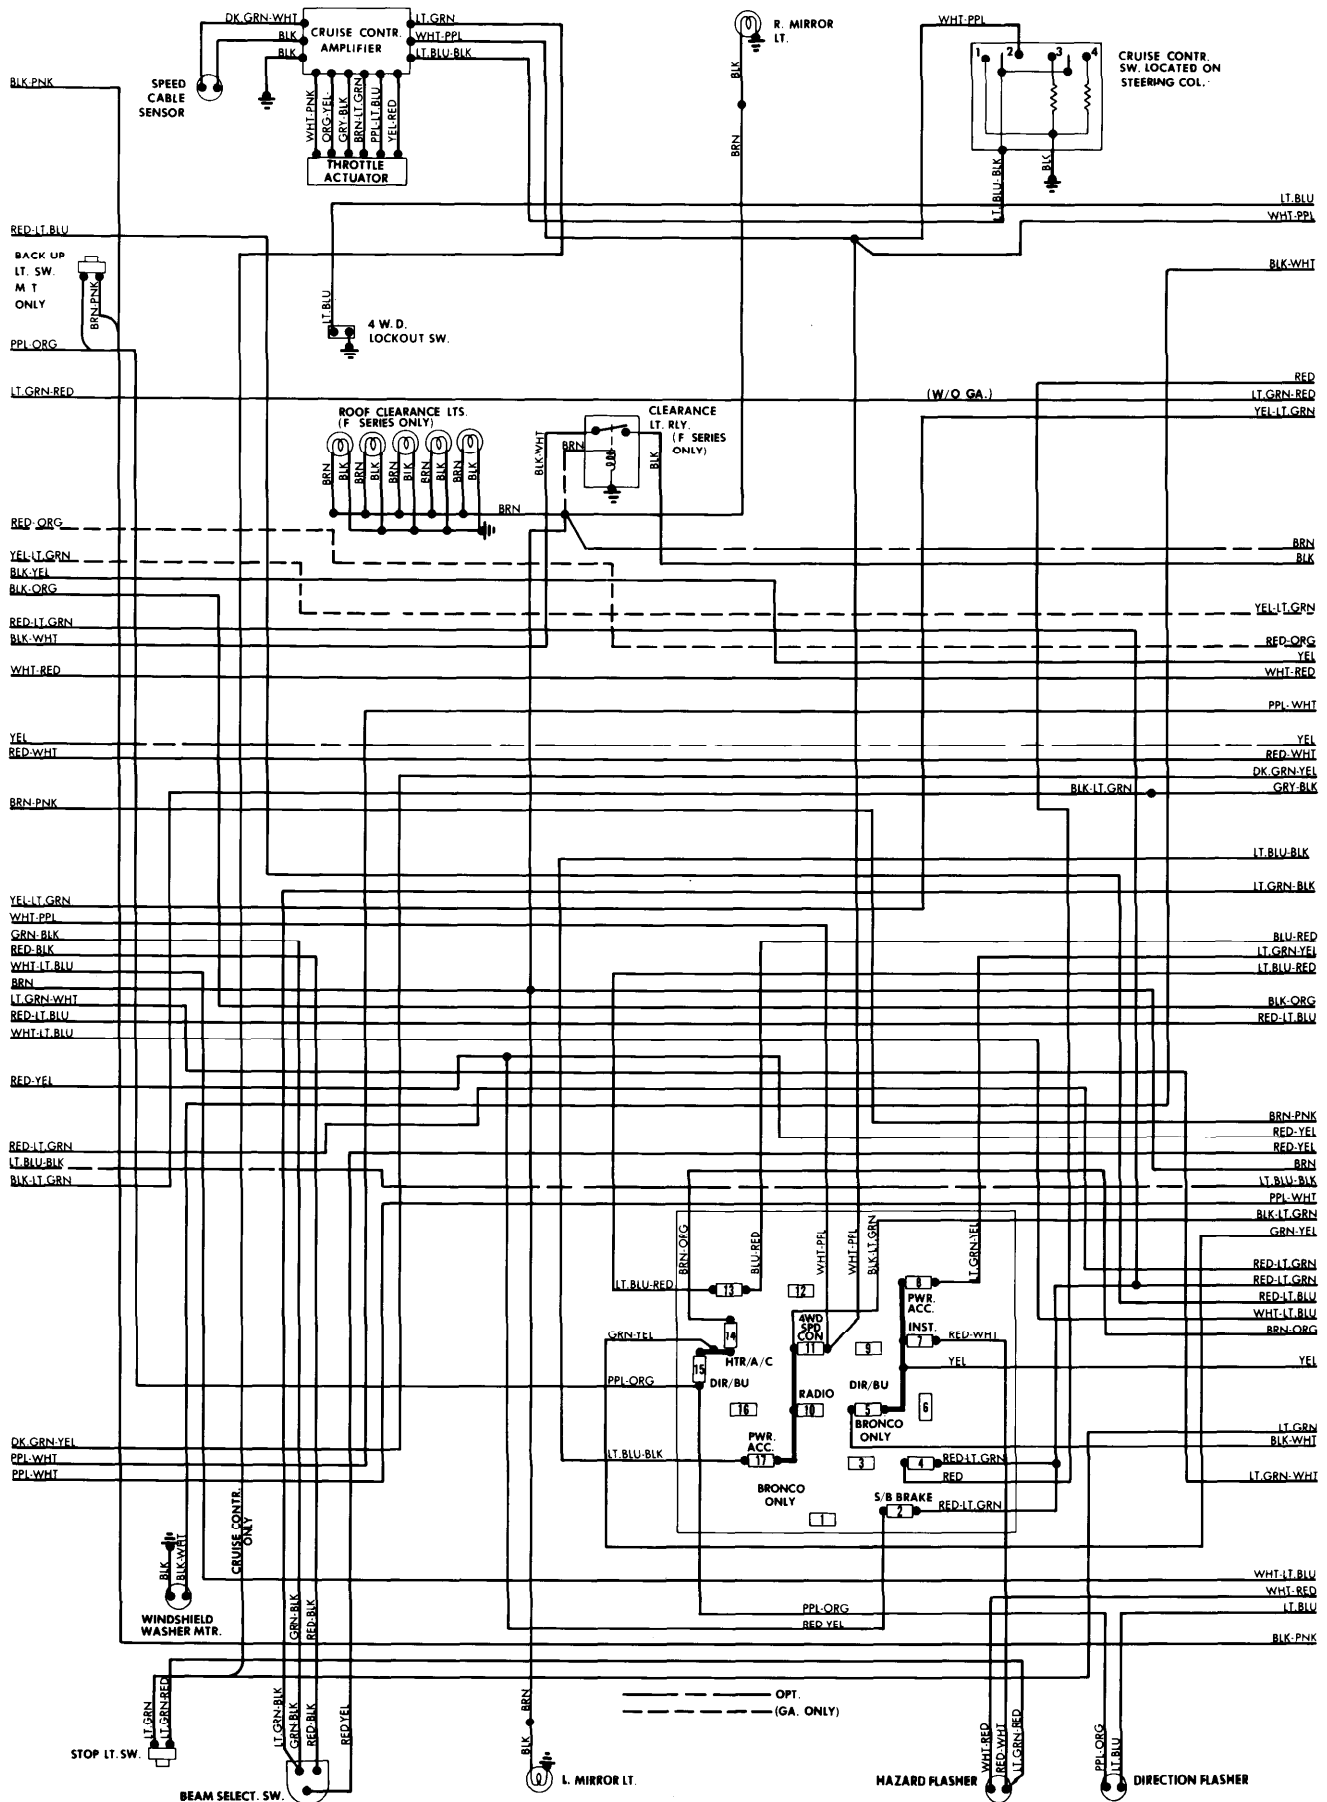 DK.GRN-WHT
BLK
BLK
CRUISE CONTR.
AMPLIFIER
LT.GRN
WHT-PPL
LT.BLU-BLK
R. MIRROR
LT.
WHT-PPL
1
2
3
4
CRUISE CONTR.
SW. LOCATED ON
STEERING COL.
BLK-PNK
SPEED
CABLE
SENSOR
WHT-PNK
ORG-YEL
GRY-BLK
BRN-LT.GRN
PPL-LT.BLU
YEL-RED
THROTTLE
ACTUATOR
BLK
BRN
LT.BLU-BLK
BLK
LT.BLU
WHT-PPL
RED-LT.BLU
BACK UP
LT. SW.
M T
ONLY
BRN-PNK
BLK-WHT
LT.BLU
4 W.D.
LOCKOUT SW.
PPL-ORG
LT.GRN-RED
(W/O GA.)
RED
LT.GRN-RED
YEL-LT.GRN
ROOF CLEARANCE LTS.
(F SERIES ONLY)
CLEARANCE
LT. RLY.
(F SERIES
ONLY)
BRN
BLK
BRN
BLK
BRN
BLK
BRN
BLK
BRN
BLK
BLK-WHT
BRN
BLK
BRN
RED-ORG
YEL-LT.GRN
BLK-YEL
BLK-ORG
RED-LT.GRN
BLK-WHT
WHT-RED
BRN
BLK
YEL-LT.GRN
RED-ORG
YEL
WHT-RED
PPL-WHT
YEL
RED-WHT
YEL
RED-WHT
DK.GRN-YEL
BLK-LT.GRN
GRY-BLK
BRN-PNK
LT.BLU-BLK
LT.GRN-BLK
YEL-LT.GRN
WHT-PPL
GRN-BLK
RED-BLK
WHT-LT.BLU
BRN
LT.GRN-WHT
RED-LT.BLU
WHT-LT.BLU
BLU-RED
LT.GRN-YEL
LT.BLU-RED
BLK-ORG
RED-LT.BLU
RED-YEL
BRN-PNK
RED-YEL
RED-YEL
BRN
LT.BLU-BLK
PPL-WHT
BLK-LT.GRN
GRN-YEL
RED-LT.GRN
LT.BLU-BLK
BLK-LT GRN
RED-LT.GRN
RED-LT.GRN
RED-LT.BLU
WHT-LT.BLU
BRN-ORG
YEL
BRN-ORG
BLU-RED
WHT-PPL
WHT-PPL
BLK-LT.GRN
LT.GRN-YEL
LT.BLU-RED
13
12
8
PWR.
ACC.
4WD
SPD
CON
INST.
GRN-YEL
14
11
9
7
RED-WHT
HTR/A/C
YEL
15
PPL-ORG
DIR/BU
RADIO
DIR/BU
16
10
5
6
BRONCO
ONLY
PWR.
ACC.
LT.BLU-BLK
17
3
4
RED-LT.GRN
RED
BRONCO
ONLY
S/B BRAKE
2
RED-LT.GRN
1
LT.GRN
BLK-WHT
LT.GRN-WHT
DK.GRN-YEL
PPL-WHT
PPL-WHT
CRUISE CONTR.
ONLY
BLK
BLK-WHT
WINDSHIELD
WASHER MTR.
GRN-BLK
RED-BLK
PPL-ORG
RED YEL
WHT-LT.BLU
WHT-RED
LT.BLU
BLK-PNK
LT.GRN
LT.GRN-RED
STOP LT. SW.
LT.GRN-BLK
GRN-BLK
RED-BLK
RED YEL
BEAM SELECT. SW.
BRN
BLK
L. MIRROR LT.
OPT.
(GA. ONLY)
WHT-RED
RED-WHT
LT.GRN-RED
HAZARD FLASHER
PPL-ORG
LT.BLU
DIRECTION FLASHER